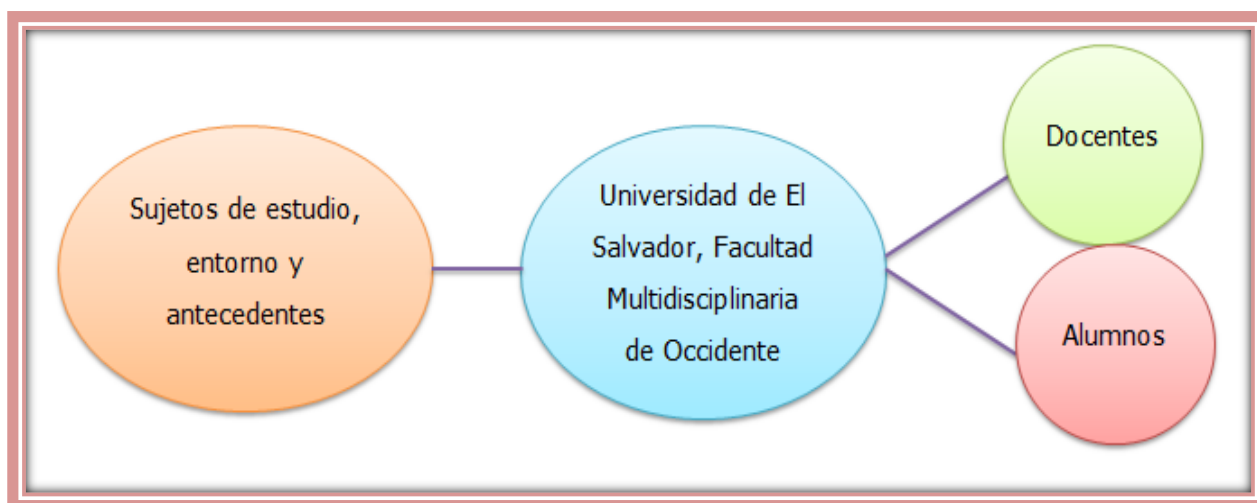 Sujetos de estudio,
entorno y
antecedentes
Universidad de El
Salvador, Facultad
Multidisciplinaria
de Occidente
Docentes
Alumnos